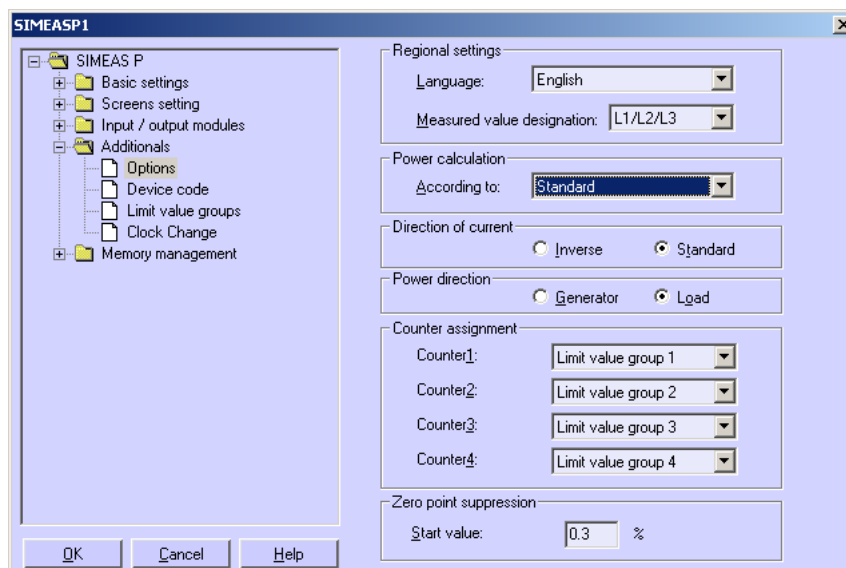 SIMEASP1
SIMEAS P
Basic settings
Screens setting
Input / output modules
Additionals
Options
Device code
Limit value groups
Clock Change
Memory management
OK Cancel Help
Regional settings
Language: English
Measured value designation: L1/L2/L3
Power calculation
According to: Standard
Direction of current
Inverse Standard
Power direction
Generator Load
Counter assignment
Counter1: Limit value group 1
Counter2: Limit value group 2
Counter3: Limit value group 3
Counter4: Limit value group 4
Zero point suppression
Start value: 0.3 %